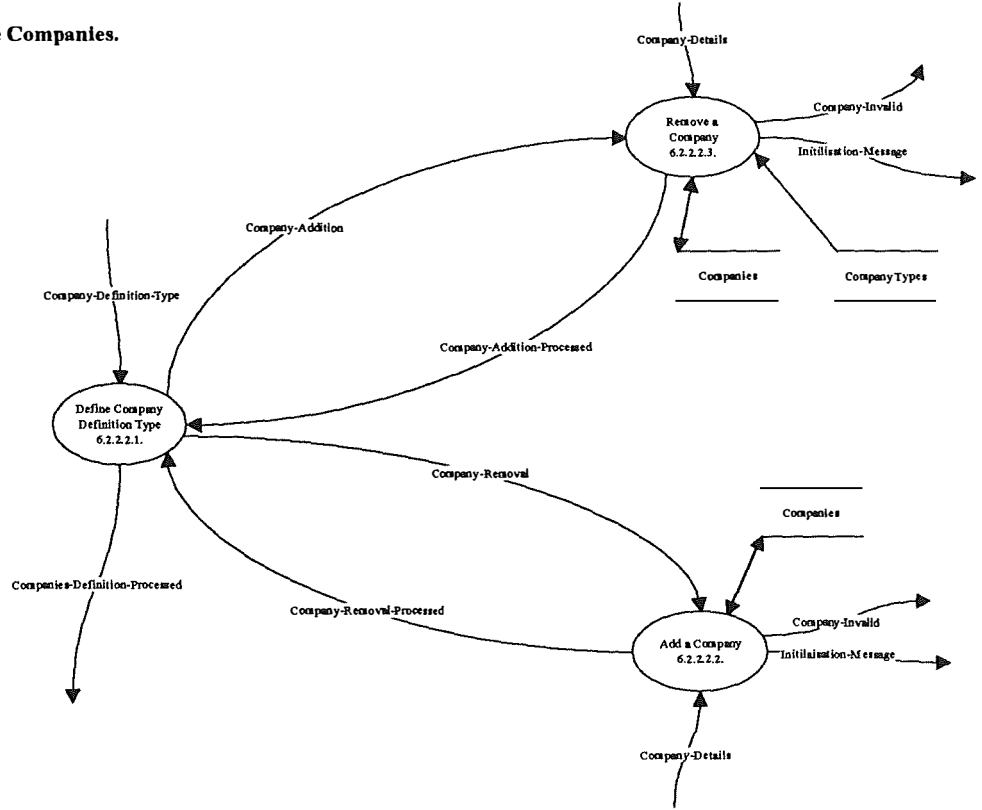 Companies.
Company-Details
Company-Invalid
Remove a
Company
6.2.2.2.3.
Initilisation-Message
Company-Addition
Companies
Company Types
Company-Definition-Type
Company-Addition-Processed
Define Company
Definition Type
6.2.2.2.1.
Company-Removal
Companies
Companies-Definition-Processed
Company-Removal-Processed
Company-Invalid
Add a Company
6.2.2.2.2.
Initilaisation-Message
Company-Details